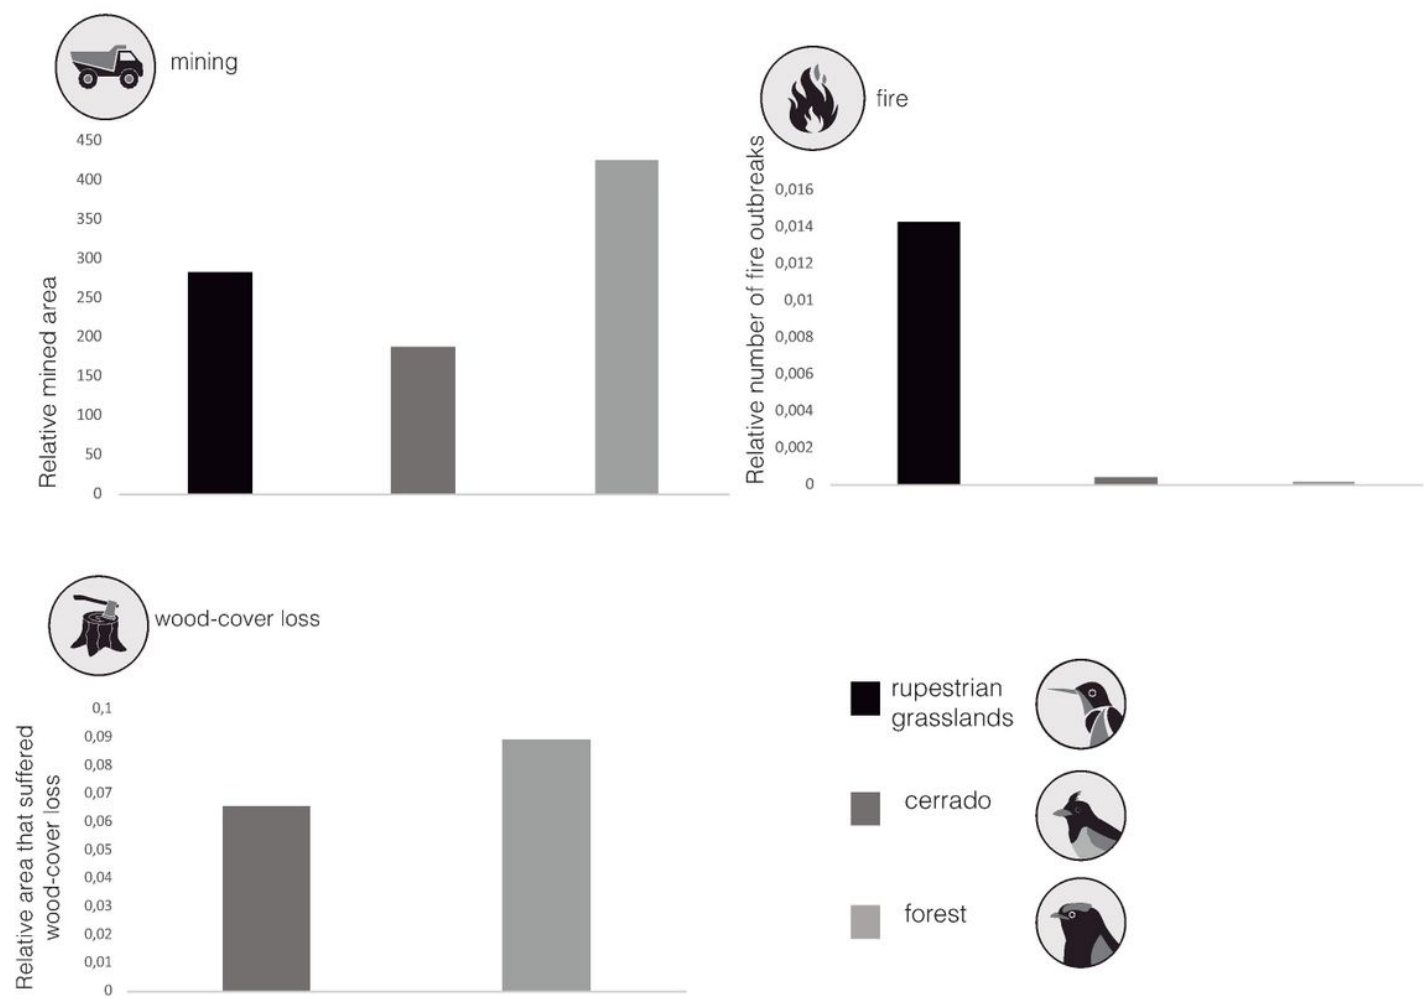 mining
450
400
350
300
250
200
150
100
50
0
Relative mined area
fire
0,016
0,014
0,012
0,01
0,008
0,006
0,004
0,002
0
Relative number of fire outbreaks
wood-cover loss
0,1
0,09
0,08
0,07
0,06
0,05
0,04
0,03
0,02
0,01
0
Relative area that suffered
wood-cover loss
rupestrian
grasslands
cerrado
forest